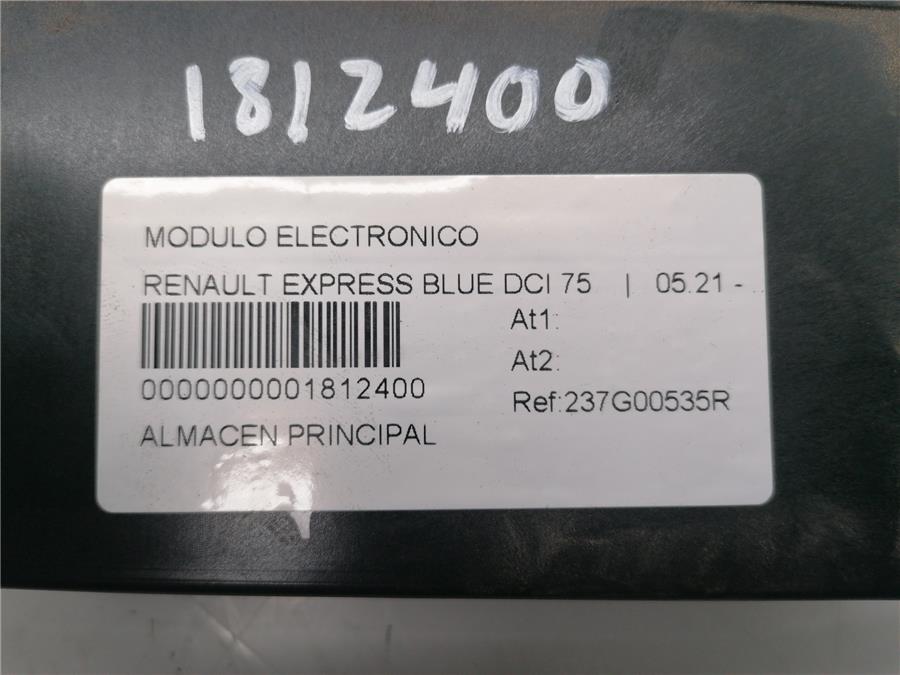 1812400
MODULO ELECTRONICO
RENAULT EXPRESS BLUE DCI 75 | 05.21 - ...
At1:
At2:
0000000001812400
Ref:237G00535R
ALMACEN PRINCIPAL